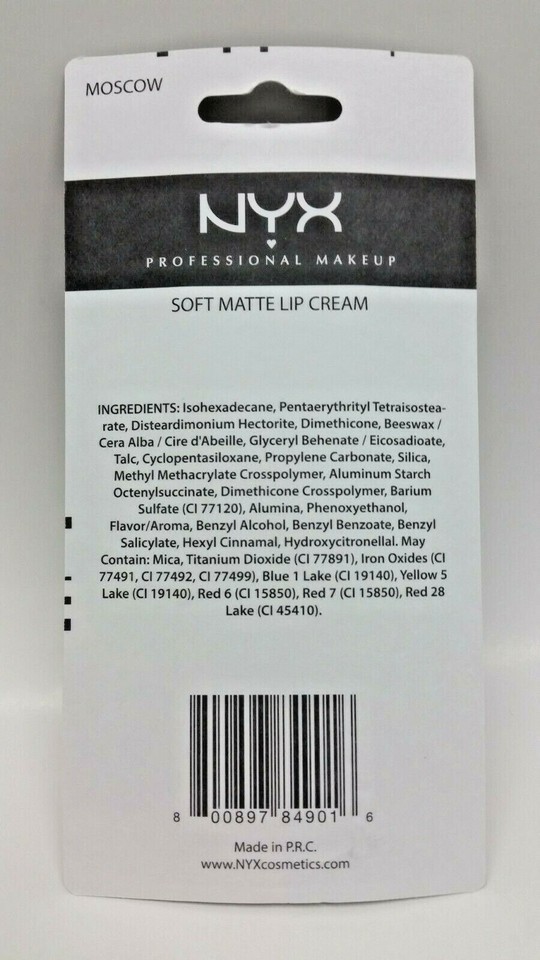 MOSCOW
NYX
PROFESSIONAL MAKEUP
SOFT MATTE LIP CREAM
INGREDIENTS: Isohexadecane, Pentaerythrityl Tetraisostea-
rate, Disteardimonium Hectorite, Dimethicone, Beeswax /
Cera Alba / Cire d'Abeille, Glyceryl Behenate / Eicosadioate,
Talc, Cyclopentasiloxane, Propylene Carbonate, Silica,
Methyl Methacrylate Crosspolymer, Aluminum Starch
Octenylsuccinate, Dimethicone Crosspolymer, Barium
Sulfate (CI 77120), Alumina, Phenoxyethanol,
Flavor/Aroma, Benzyl Alcohol, Benzyl Benzoate, Benzyl
Salicylate, Hexyl Cinnamal, Hydroxycitronellal. May
Contain: Mica, Titanium Dioxide (CI 77891), Iron Oxides (CI
77491, CI 77492, CI 77499), Blue 1 Lake (CI 19140), Yellow 5
Lake (CI 19140), Red 6 (CI 15850), Red 7 (CI 15850), Red 28
Lake (CI 45410).
8 00897 84901 6
Made in P.R.C.
www.NYXcosmetics.com